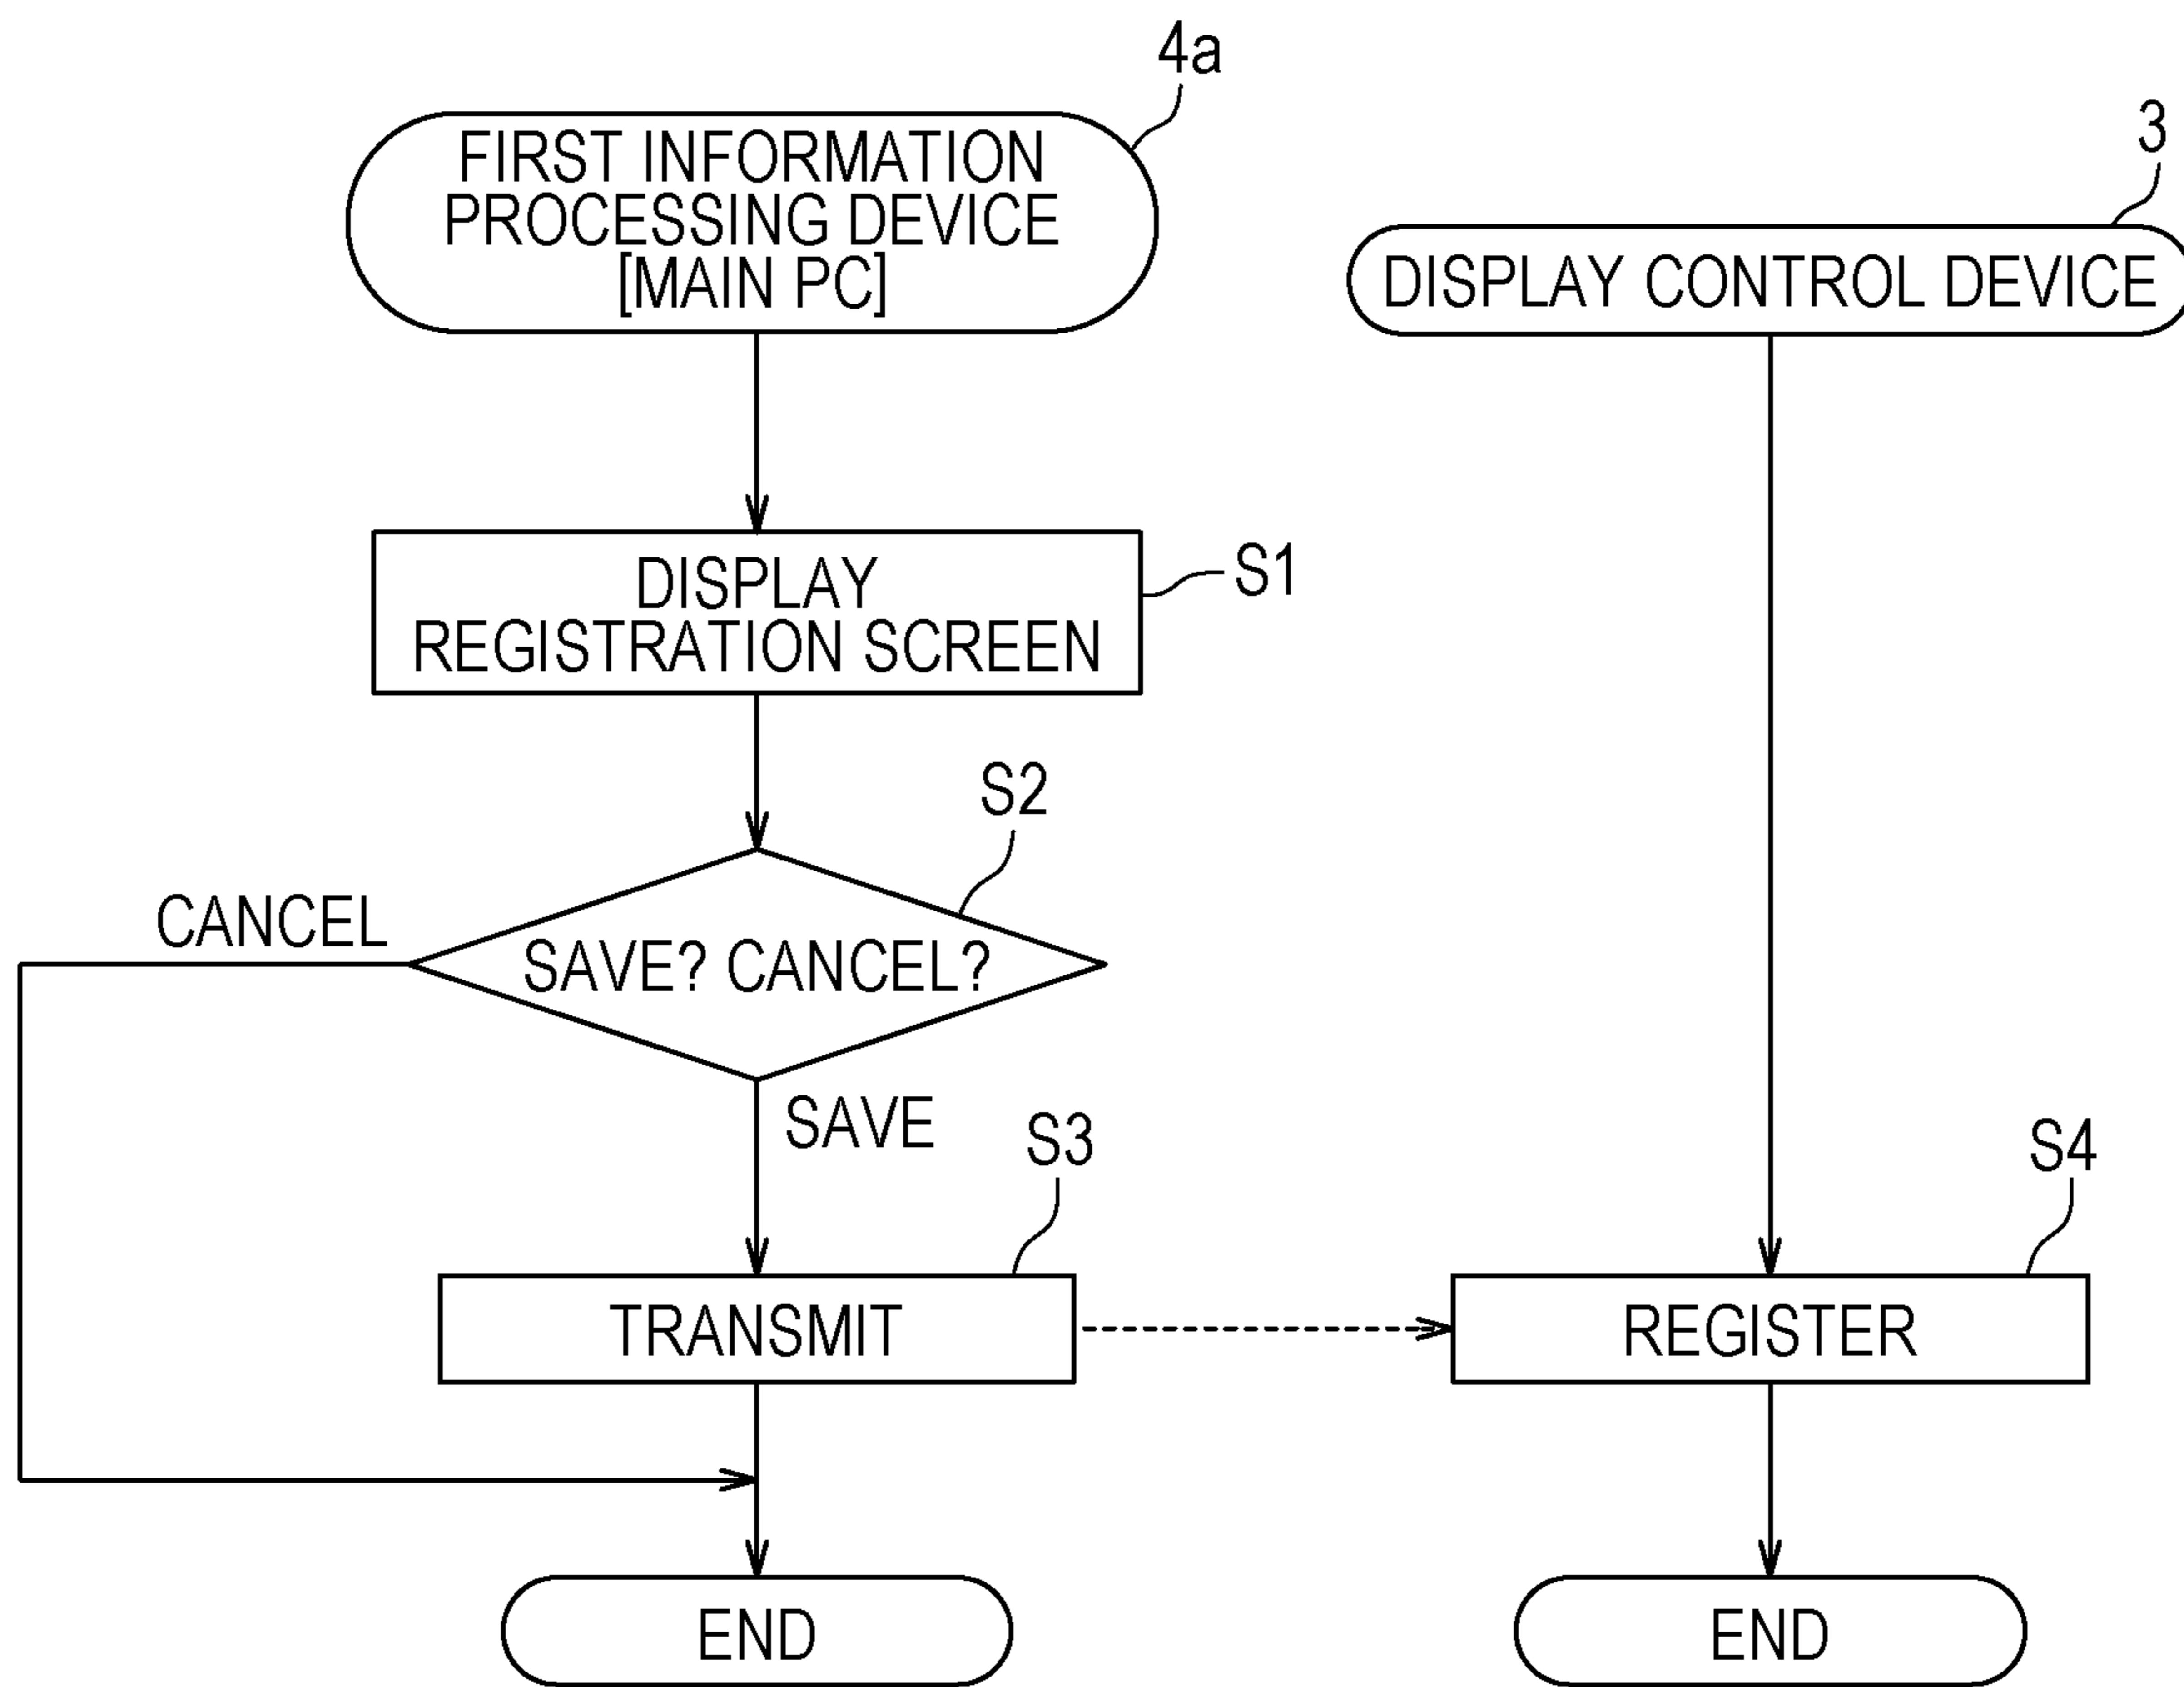 4a
FIRST INFORMATION
PROCESSING DEVICE
[MAIN PC]
3
DISPLAY CONTROL DEVICE
DISPLAY
REGISTRATION SCREEN
S1
S2
CANCEL
SAVE? CANCEL?
SAVE
S3
S4
TRANSMIT
REGISTER
END
END